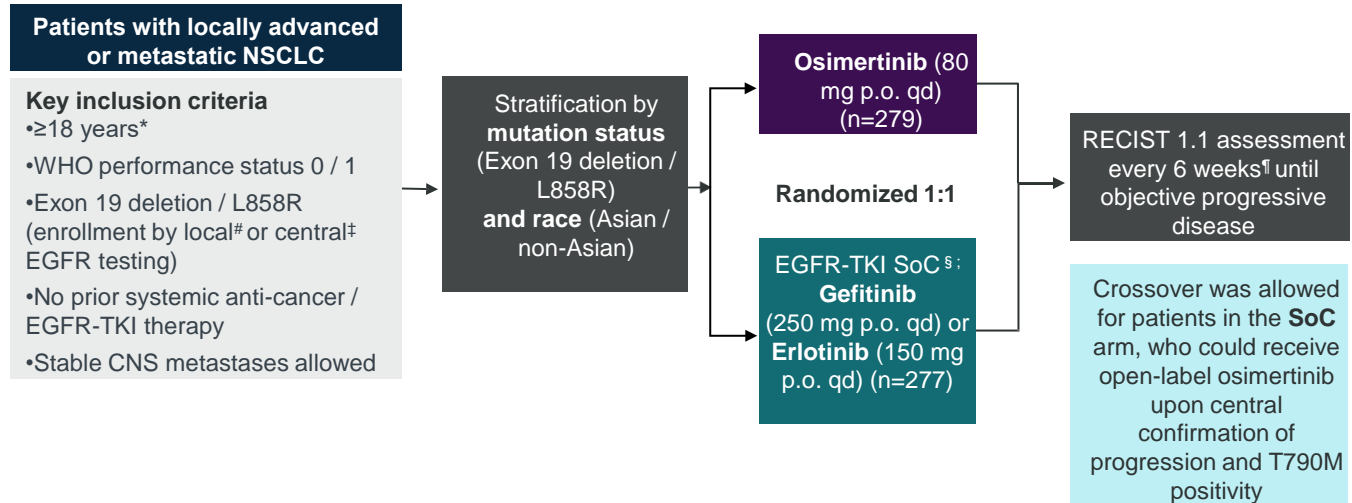 Patients with locally advanced
or metastatic NSCLC
Key inclusion criteria
•≥18 years*
•WHO performance status 0 / 1
•Exon 19 deletion / L858R
(enrollment by local# or central‡
EGFR testing)
•No prior systemic anti-cancer /
EGFR-TKI therapy
•Stable CNS metastases allowed
Stratification by
mutation status
(Exon 19 deletion /
L858R)
and race (Asian /
non-Asian)
Osimertinib (80
mg p.o. qd)
(n=279)
Randomized 1:1
EGFR-TKI SoC§;
Gefitinib
(250 mg p.o. qd) or
Erlotinib (150 mg
p.o. qd) (n=277)
RECIST 1.1 assessment
every 6 weeks¶ until
objective progressive
disease
Crossover was allowed
for patients in the SoC
arm, who could receive
open-label osimertinib
upon central
confirmation of
progression and T790M
positivity